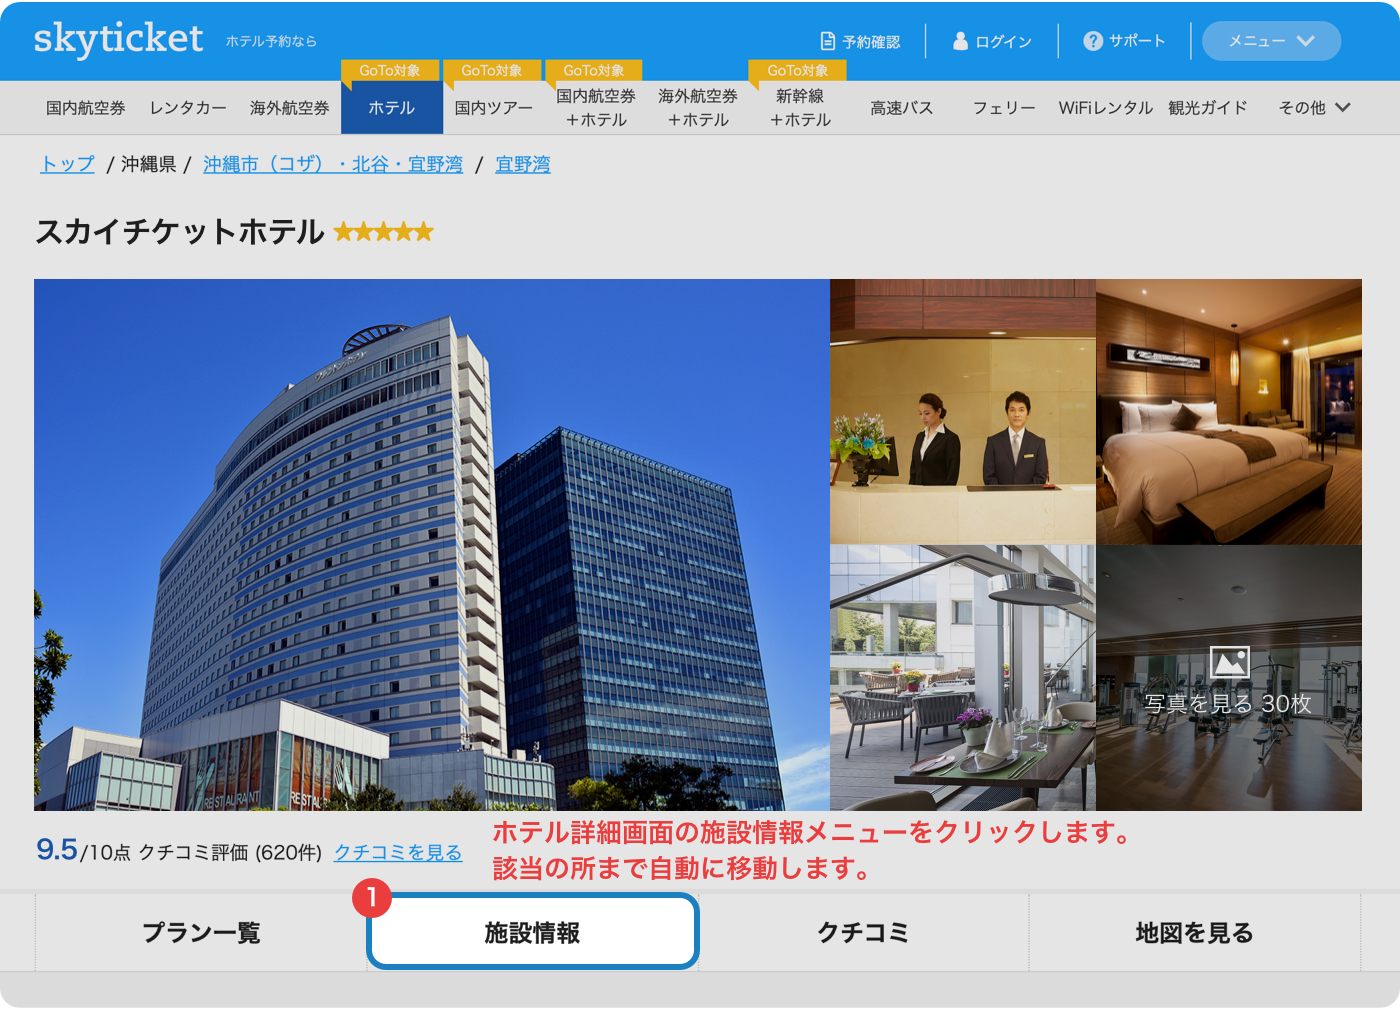 skyticket ホテル予約なら 予約確認 ログイン ? サポート メニュー
GoTo対象 GoTo対象 GoTo対象 GoTo対象
国内航空券 レンタカー 海外航空券 ホテル 国内ツアー 国内航空券 海外航空券 新幹線 高速バス フェリー WiFiレンタル 観光ガイド その他
+ホテル +ホテル +ホテル
トップ / 沖縄県 / 沖縄市（コザ）・北谷・宜野湾 / 宜野湾
スカイチケットホテル ★★★★★
RESTAURANT
写真を見る 30枚
ホテル詳細画面の施設情報メニューをクリックします。
9.5/10点 クチコミ評価 (620件) クチコミを見る
該当の所まで自動に移動します。
1
プラン一覧 施設情報 クチコミ 地図を見る